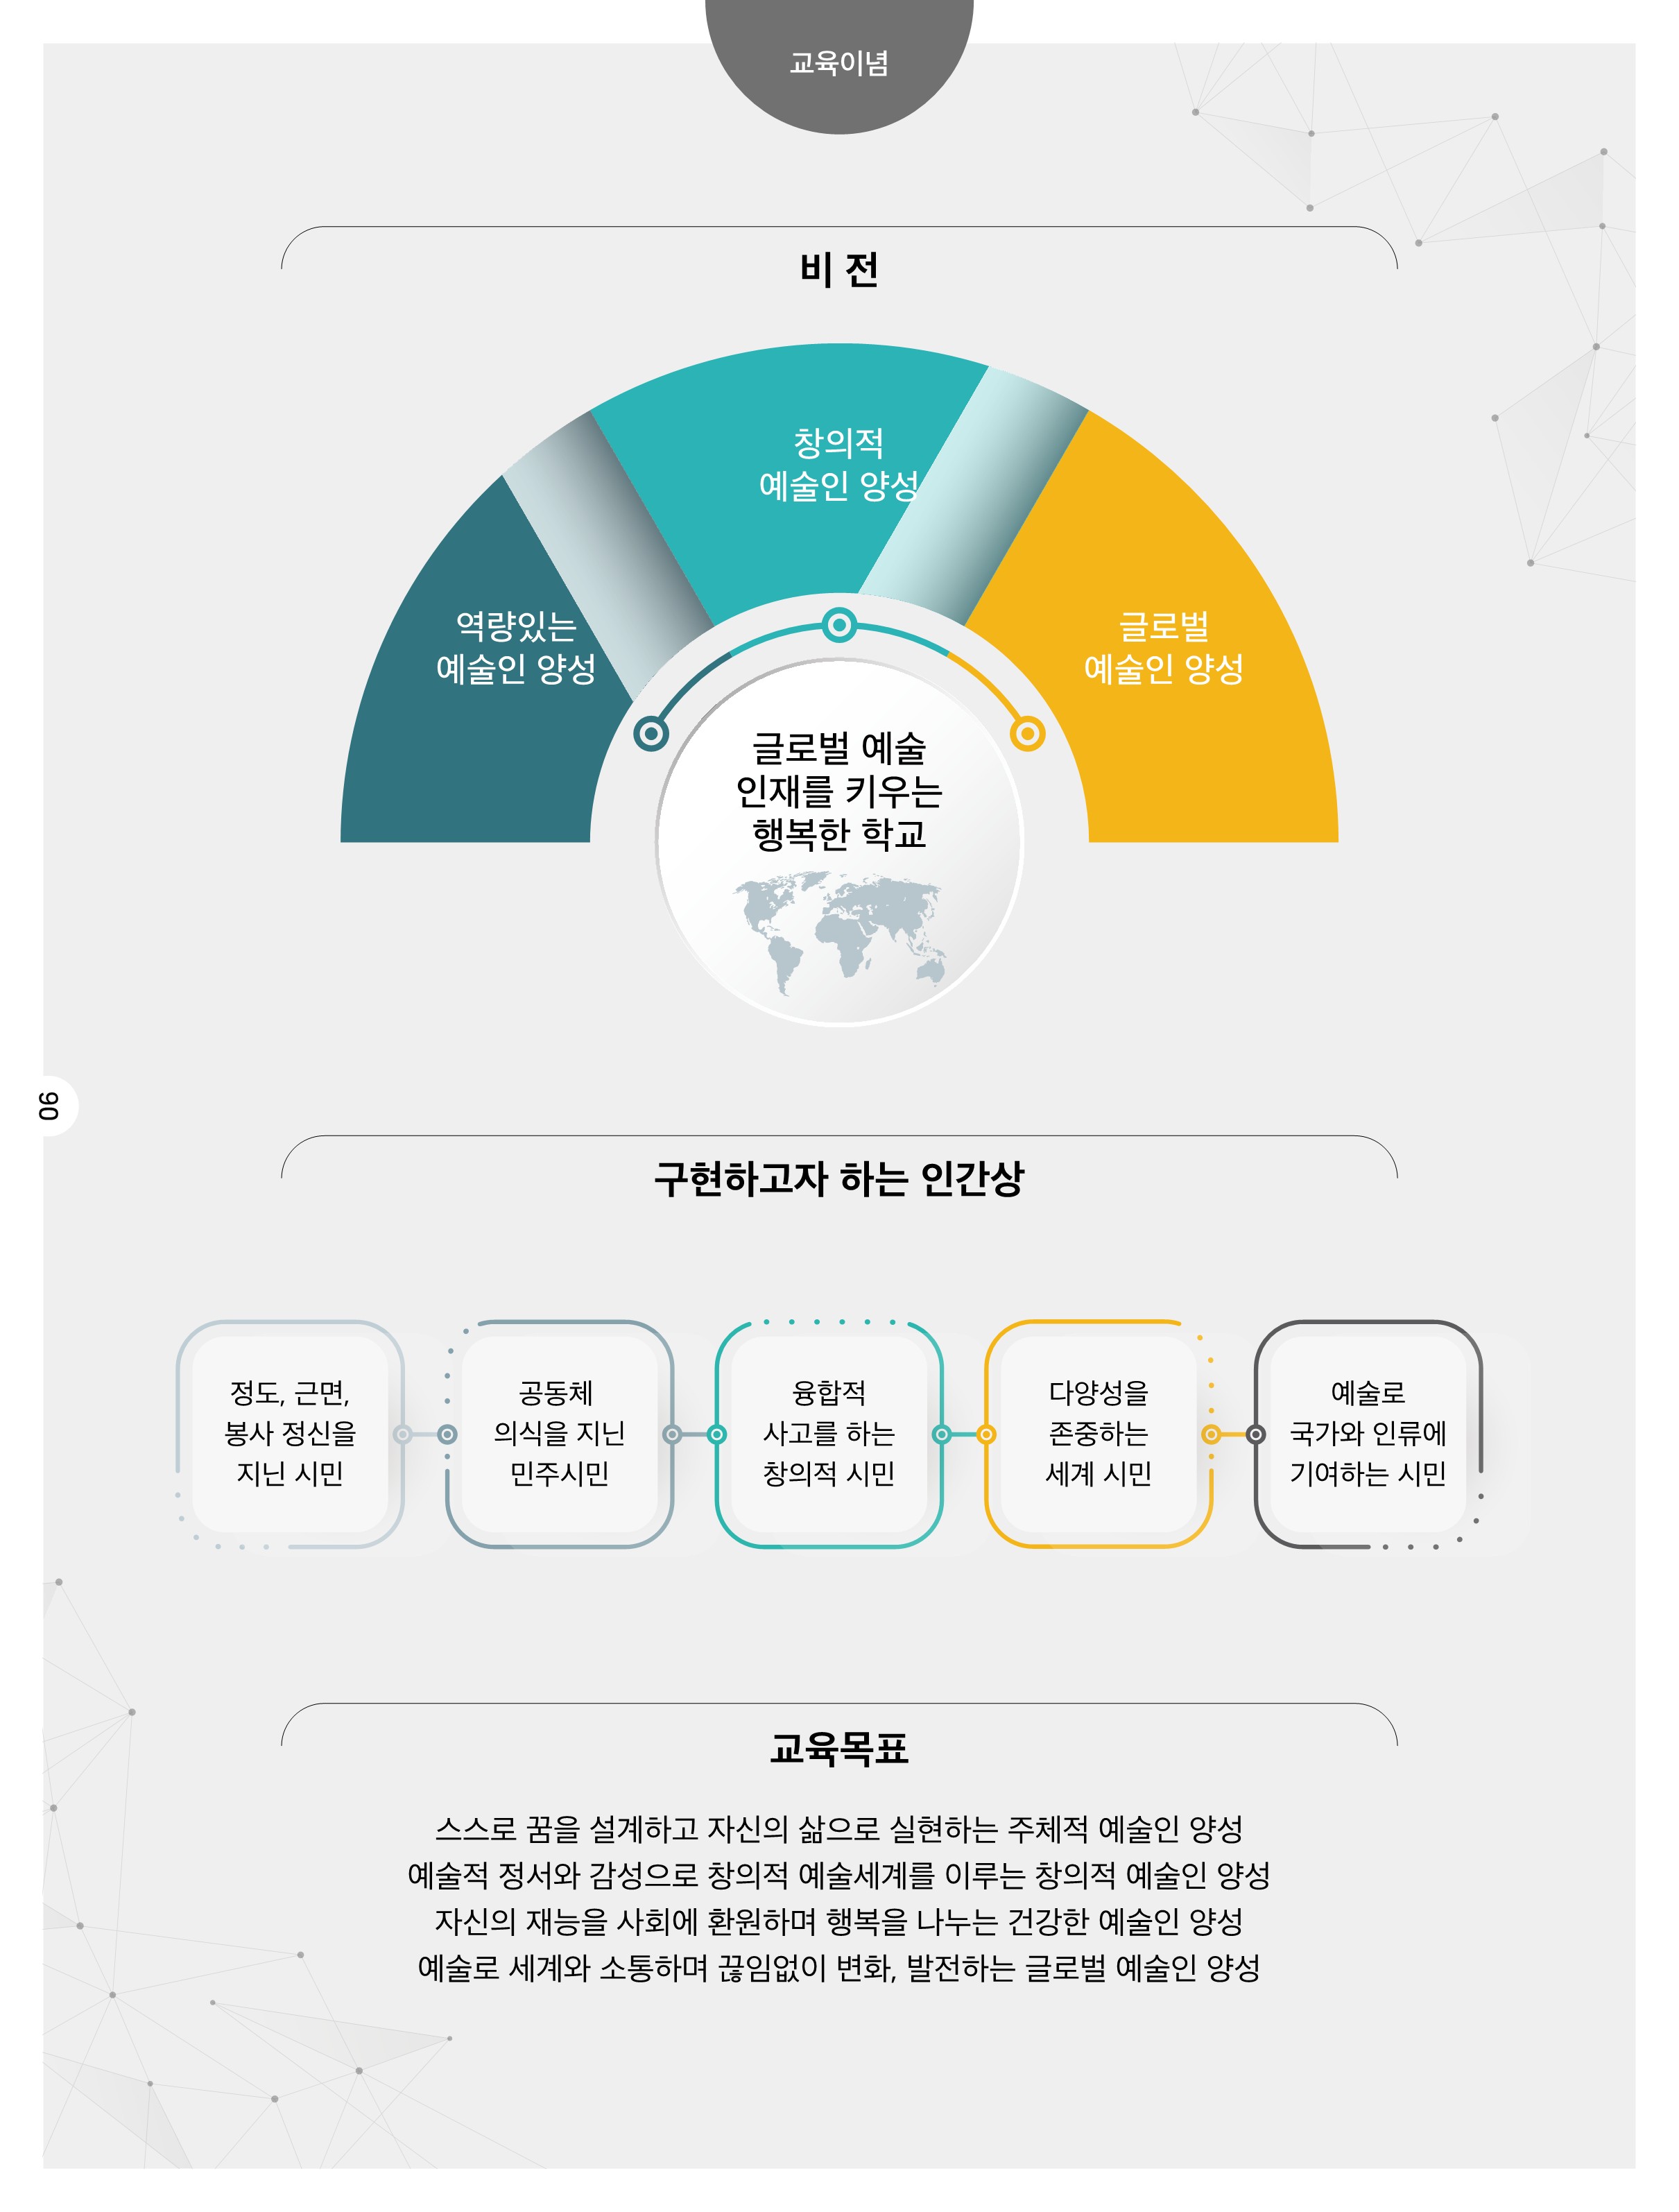 교육이념
비 전
창의적
예술인 양성
역량있는
예술인 양성
글로벌
예술인 양성
글로벌 예술
인재를 키우는
행복한 학교
06
구현하고자 하는 인간상
정도, 근면,
봉사 정신을
지닌 시민
공동체
의식을 지닌
민주시민
융합적
사고를 하는
창의적 시민
다양성을
존중하는
세계 시민
예술로
국가와 인류에
기여하는 시민
교육목표
스스로 꿈을 설계하고 자신의 삶으로 실현하는 주체적 예술인 양성
예술적 정서와 감성으로 창의적 예술세계를 이루는 창의적 예술인 양성
자신의 재능을 사회에 환원하며 행복을 나누는 건강한 예술인 양성
예술로 세계와 소통하며 끊임없이 변화, 발전하는 글로벌 예술인 양성